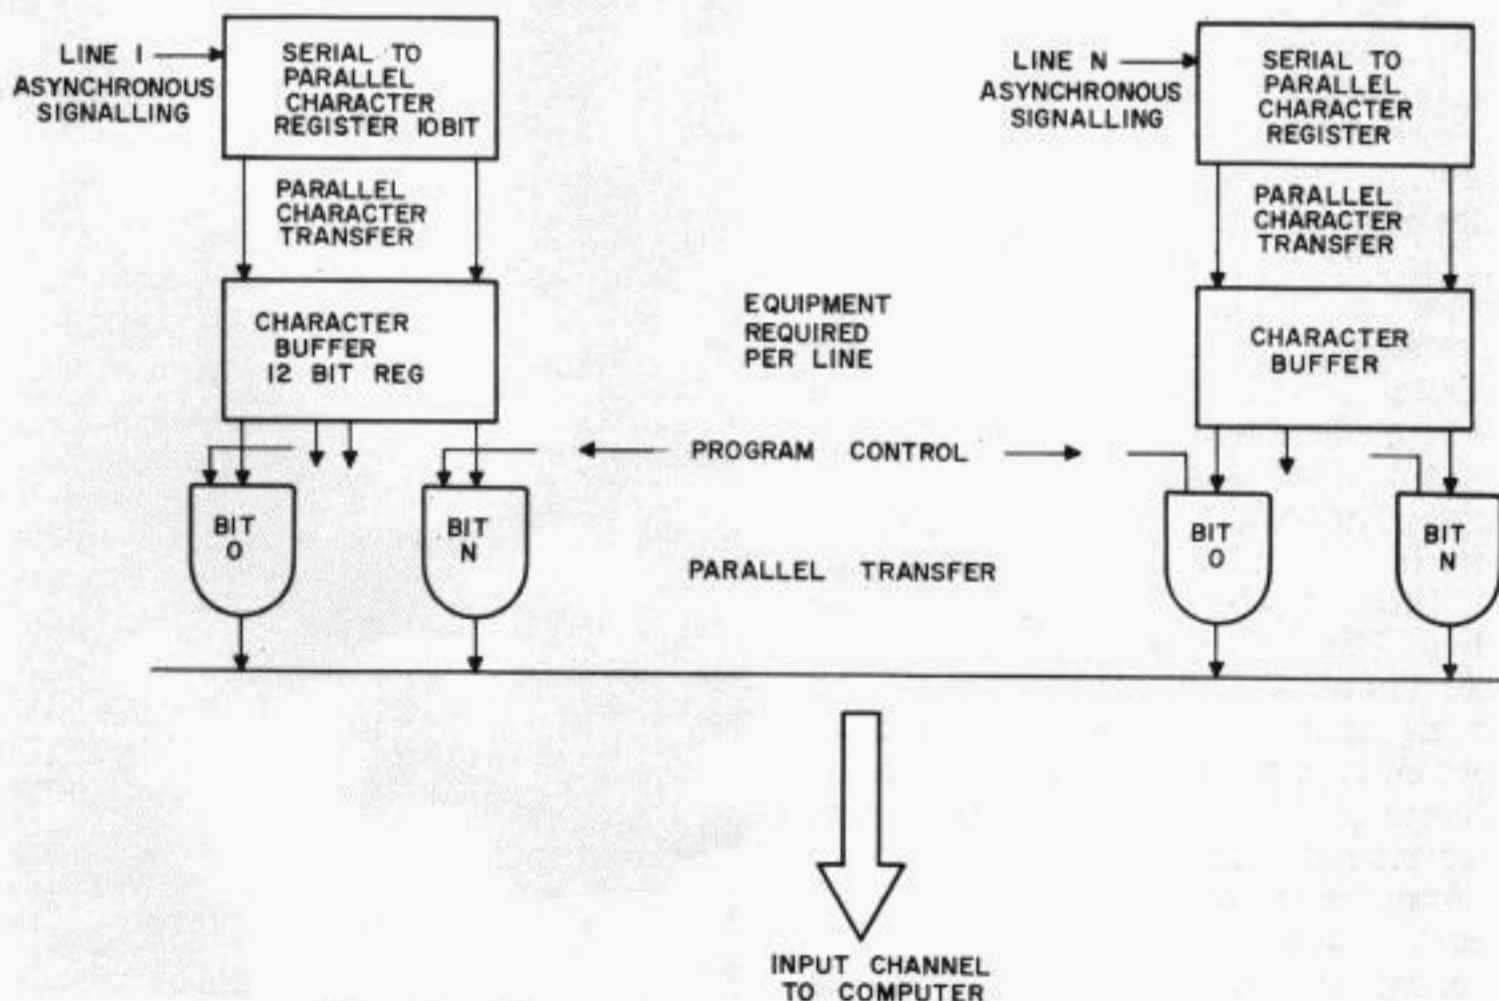 LINE 1
ASYNCHRONOUS
SIGNALLING
SERIAL TO
PARALLEL
CHARACTER
REGISTER 10BIT
PARALLEL
CHARACTER
TRANSFER
CHARACTER
BUFFER
12 BIT REG
BIT
0
BIT
N
EQUIPMENT
REQUIRED
PER LINE
PROGRAM CONTROL
PARALLEL TRANSFER
LINE N
ASYNCHRONOUS
SIGNALLING
SERIAL TO
PARALLEL
CHARACTER
REGISTER
PARALLEL
CHARACTER
TRANSFER
CHARACTER
BUFFER
BIT
0
BIT
N
INPUT CHANNEL
TO COMPUTER